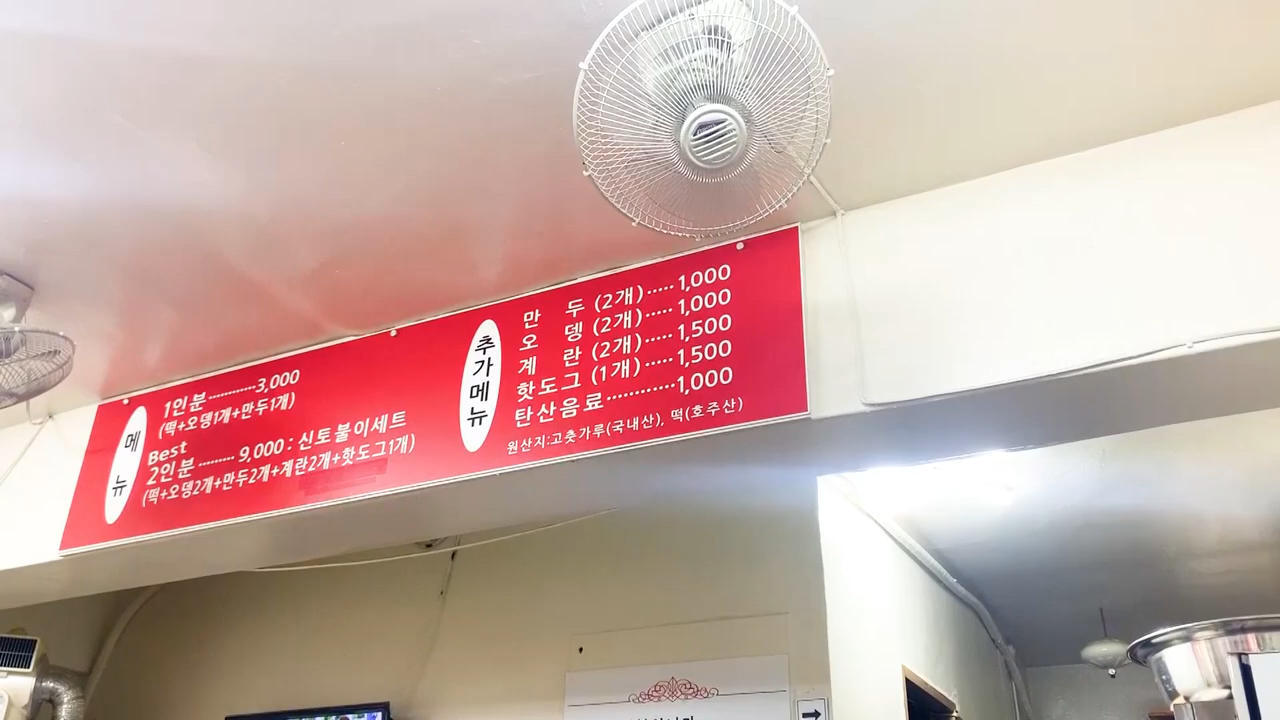 메뉴
1인분············3,000
(떡+오뎅1개+만두1개)
Best
2인분········· 9,000 : 신토불이세트
(떡+오뎅2개+만두2개+계란2개+핫도그1개)
추가메뉴
만 두 (2개)·····1,000
오 뎅 (2개)·····1,000
계 란 (2개)·····1,500
핫도그 (1개)·····1,500
탄산음료············1,000
원산지:고춧가루(국내산), 떡(호주산)